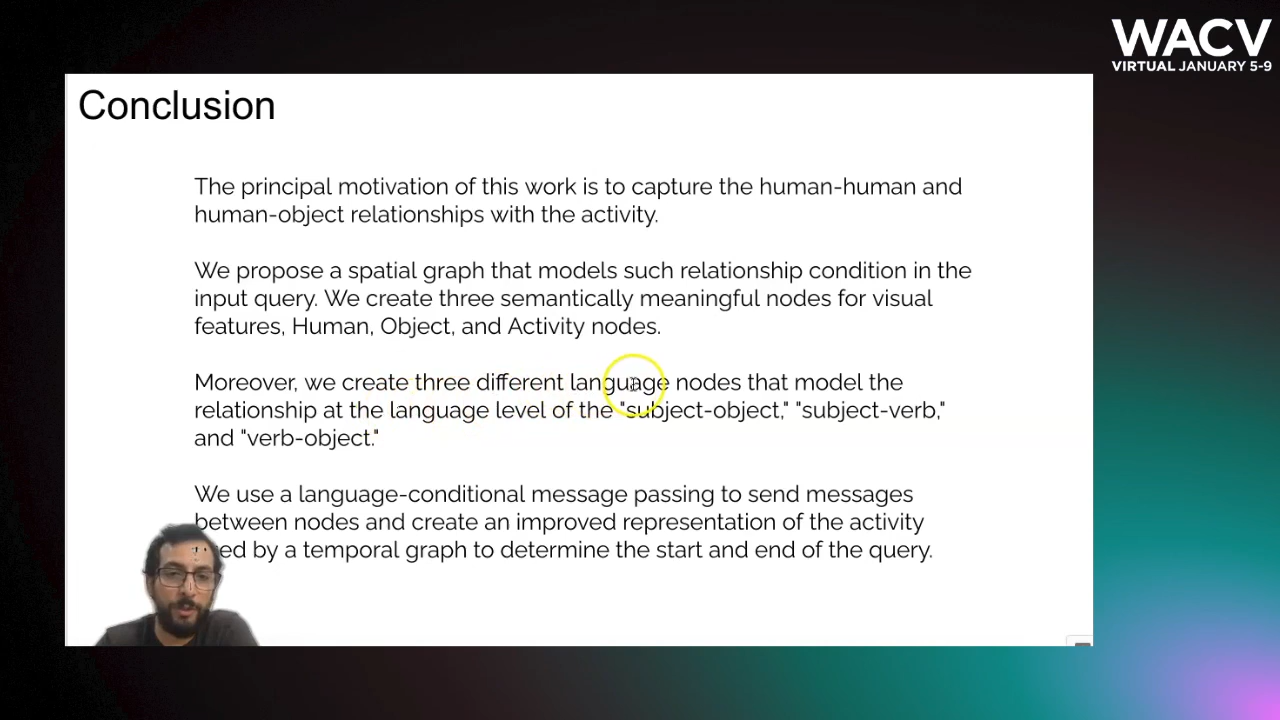 WACV
VIRTUAL JANUARY 5-9
Conclusion
The principal motivation of this work is to capture the human-human and
human-object relationships with the activity.
We propose a spatial graph that models such relationship condition in the
input query. We create three semantically meaningful nodes for visual
features, Human, Object, and Activity nodes.
Moreover, we create three different language nodes that model the
relationship at the language level of the "subject-object," "subject-verb,"
and "verb-object."
We use a language-conditional message passing to send messages
between nodes and create an improved representation of the activity
by a temporal graph to determine the start and end of the query.